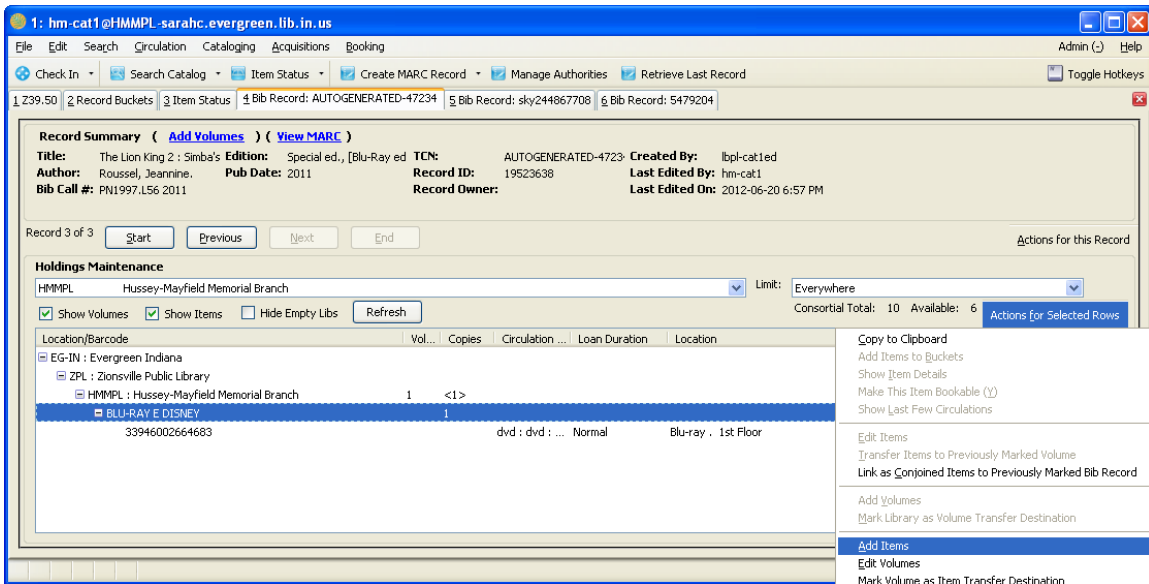 1: hm-cat1@HMMPL-sarahc.evergreen.lib.in.us
File Edit Search Circulation Cataloging Acquisitions Booking Admin (-) Help
Check In Search Catalog Item Status Create MARC Record Manage Authorities Retrieve Last Record Toggle Hotkeys
1 Z39.50 2 Record Buckets 3 Item Status 4 Bib Record: AUTOGENERATED-47234 5 Bib Record: sky244867708 6 Bib Record: 5479204
Record Summary ( Add Volumes ) ( View MARC )
Title: The Lion King 2 : Simba's Edition: Special ed., [Blu-Ray ed TCN: AUTOGENERATED-4723 Created By: lbpl-cat1ed
Author: Roussel, Jeannine. Pub Date: 2011 Record ID: 19523638 Last Edited By: hm-cat1
Bib Call #: PN1997.L56 2011 Record Owner: Last Edited On: 2012-06-20 6:57 PM
Record 3 of 3 Start Previous Next End Actions for this Record
Holdings Maintenance
HMMPL Hussey-Mayfield Memorial Branch Limit: Everywhere
Show Volumes Show Items Hide Empty Libs Refresh Consortial Total: 10 Available: 6 Actions for Selected Rows
Location/Barcode Vol... Copies Circulation ... Loan Duration Location
EG-IN : Evergreen Indiana
ZPL : Zionsville Public Library
HMMPL : Hussey-Mayfield Memorial Branch 1 <1>
BLU-RAY E DISNEY 1
33946002664683 dvd : dvd : ... Normal Blu-ray . 1st Floor
Copy to Clipboard
Add Items to Buckets
Show Item Details
Make This Item Bookable (Y)
Show Last Few Circulations
Edit Items
Transfer Items to Previously Marked Volume
Link as Conjoined Items to Previously Marked Bib Record
Add Volumes
Mark Library as Volume Transfer Destination
Add Items
Edit Volumes
Mark Volume as Item Transfer Destination